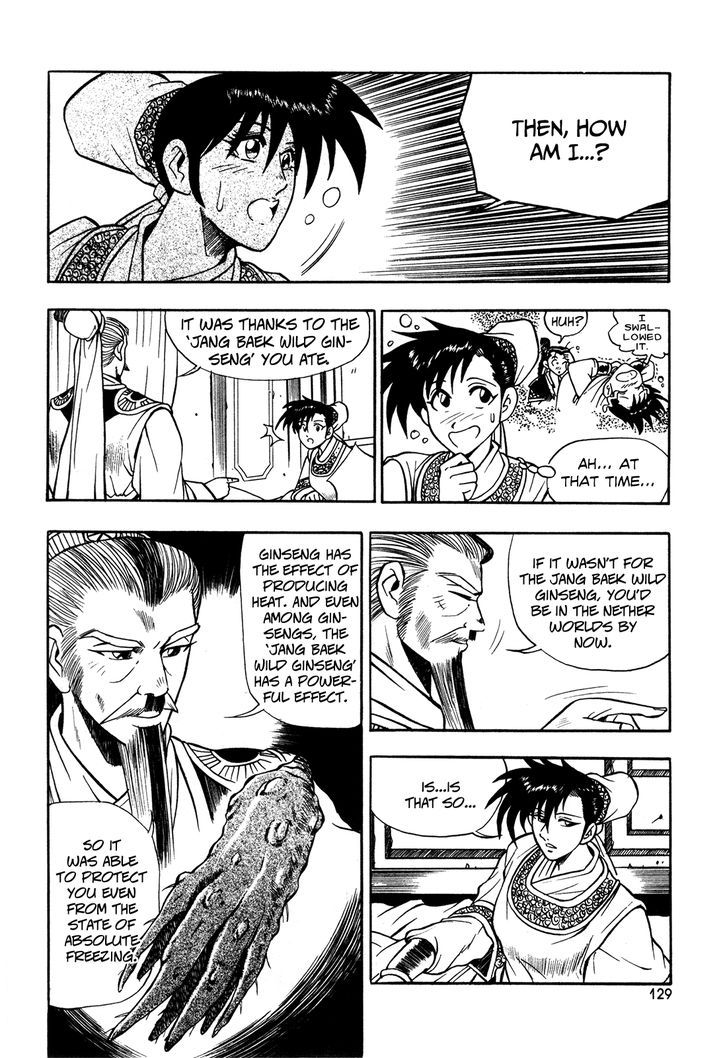 THEN, HOW
AM I...?
IT WAS THANKS TO THE
'JANG BAEK WILD GIN-
SENG' YOU ATE.
HUH?
I
SWAL-
LOWED
IT.
AH... AT
THAT TIME...
GINSENG HAS
THE EFFECT OF
PRODUCING
HEAT. AND EVEN
AMONG GIN-
SENGS, THE
'JANG BAEK
WILD GINSENG'
HAS A POWER-
FUL EFFECT.
SO IT
WAS ABLE
TO PROTECT
YOU EVEN
FROM THE
STATE OF
ABSOLUTE
FREEZING.
IF IT WASN'T FOR
THE JANG BAEK WILD
GINSENG, YOU'D
BE IN THE NETHER
WORLDS BY
NOW.
IS...IS
THAT SO...
129